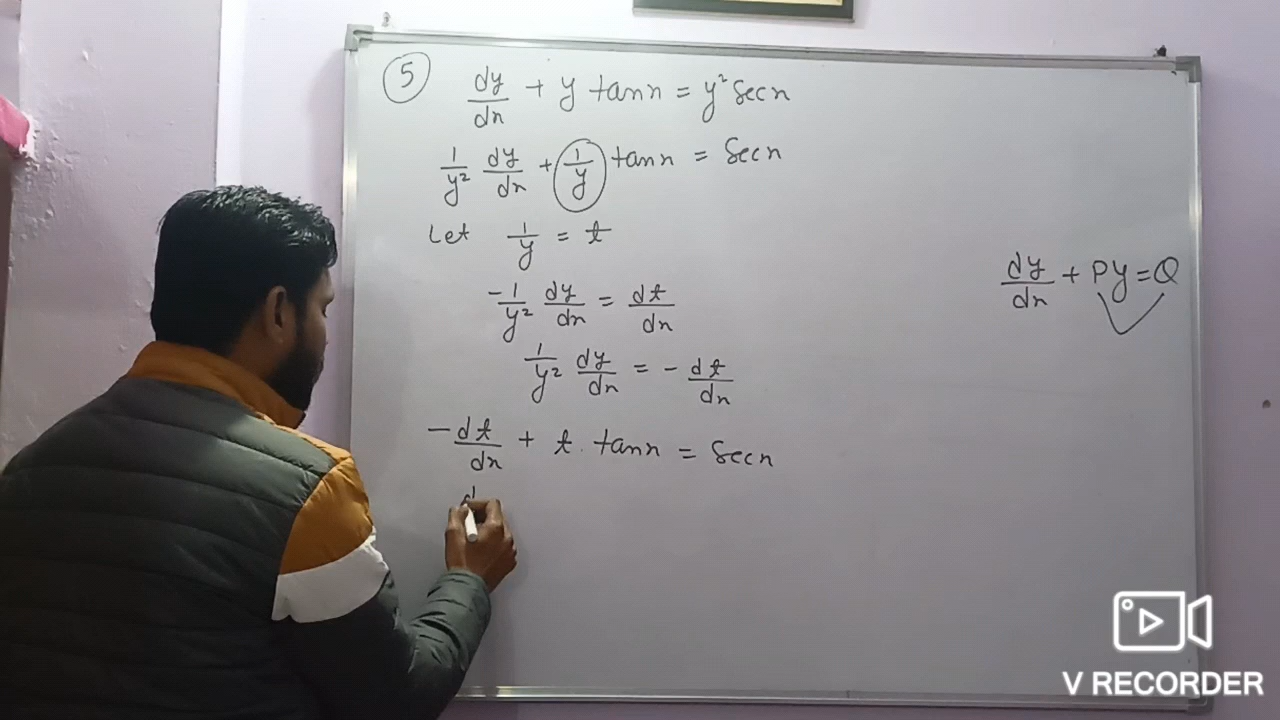 5 dy/dx + y tanx = y² Secx
1/y² dy/dx + 1/y tanx = Secx
Let 1/y = t
-1/y² dy/dx = dt/dx
1/y² dy/dx = - dt/dx
- dt/dx + t. tanx = Secx
d
dy/dx + Py = Q
V RECORDER